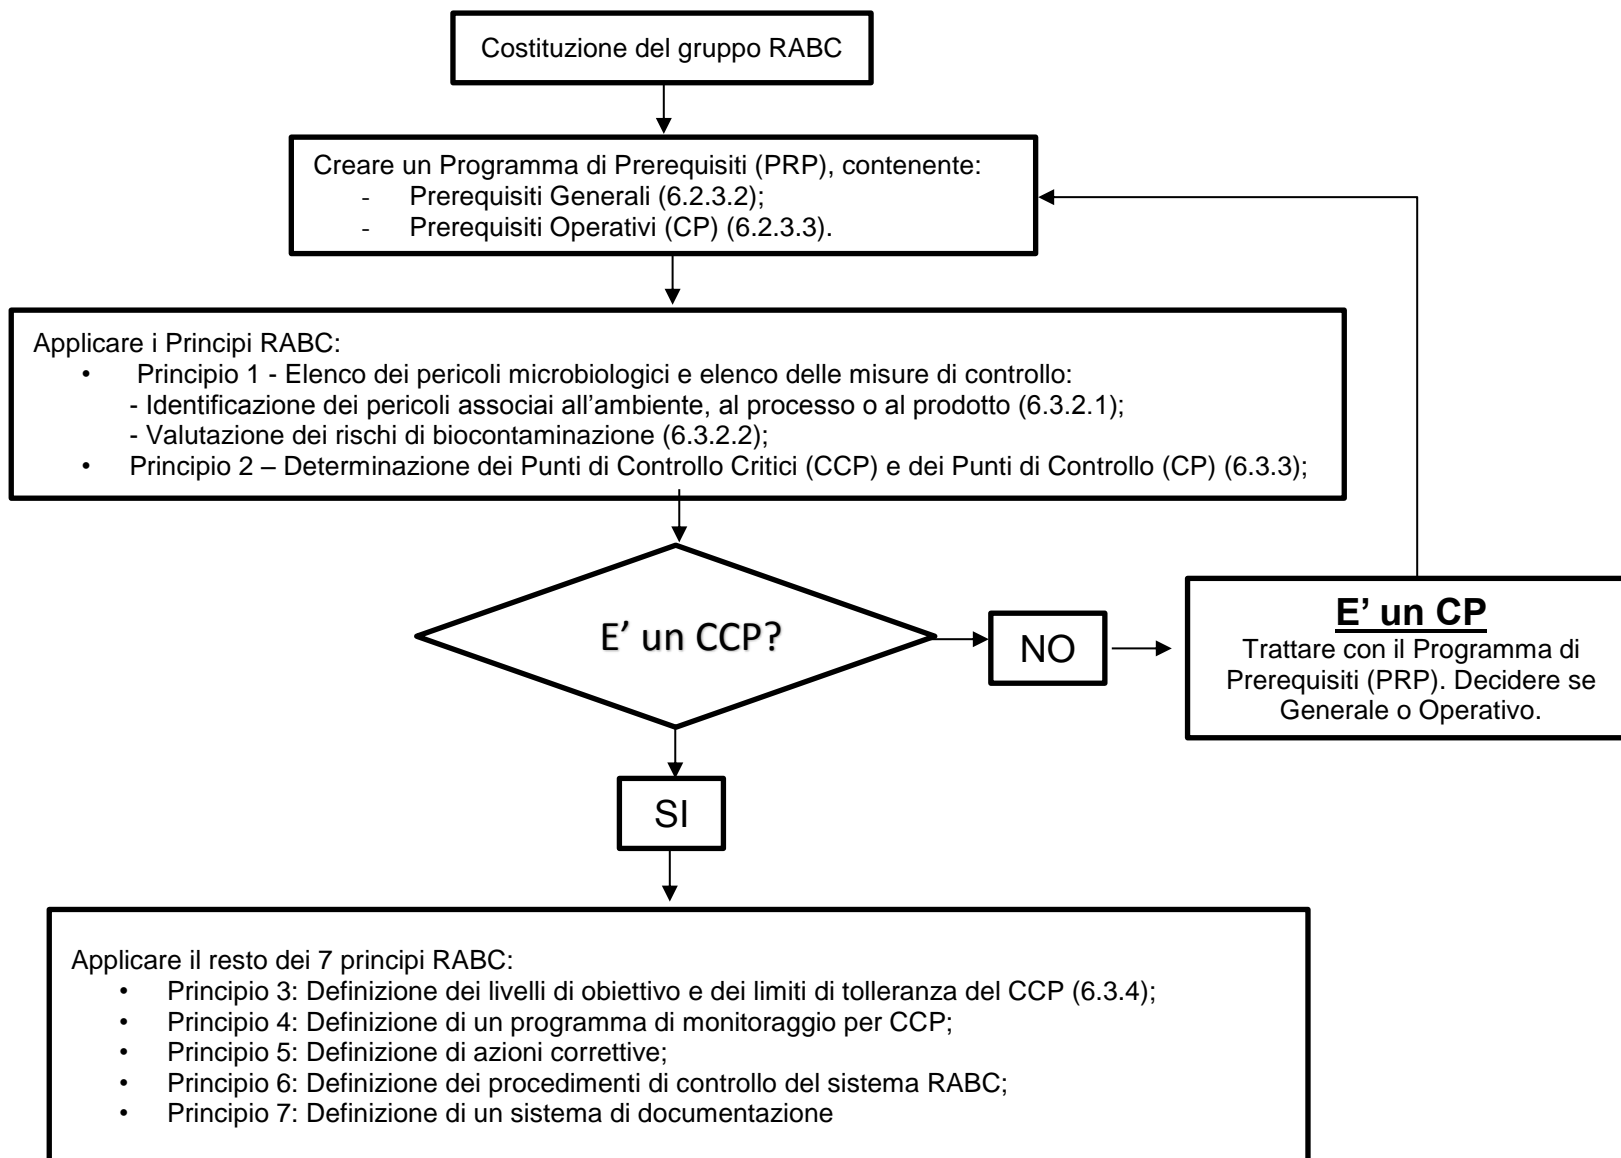 Costituzione del gruppo RABC
Creare un Programma di Prerequisiti (PRP), contenente:
- Prerequisiti Generali (6.2.3.2);
- Prerequisiti Operativi (CP) (6.2.3.3).
Applicare i Principi RABC:
• Principio 1 - Elenco dei pericoli microbiologici e elenco delle misure di controllo:
- Identificazione dei pericoli associai all’ambiente, al processo o al prodotto (6.3.2.1);
- Valutazione dei rischi di biocontaminazione (6.3.2.2);
• Principio 2 – Determinazione dei Punti di Controllo Critici (CCP) e dei Punti di Controllo (CP) (6.3.3);
E’ un CCP?
NO
E’ un CP
Trattare con il Programma di
Prerequisiti (PRP). Decidere se
Generale o Operativo.
SI
Applicare il resto dei 7 principi RABC:
• Principio 3: Definizione dei livelli di obiettivo e dei limiti di tolleranza del CCP (6.3.4);
• Principio 4: Definizione di un programma di monitoraggio per CCP;
• Principio 5: Definizione di azioni correttive;
• Principio 6: Definizione dei procedimenti di controllo del sistema RABC;
• Principio 7: Definizione di un sistema di documentazione